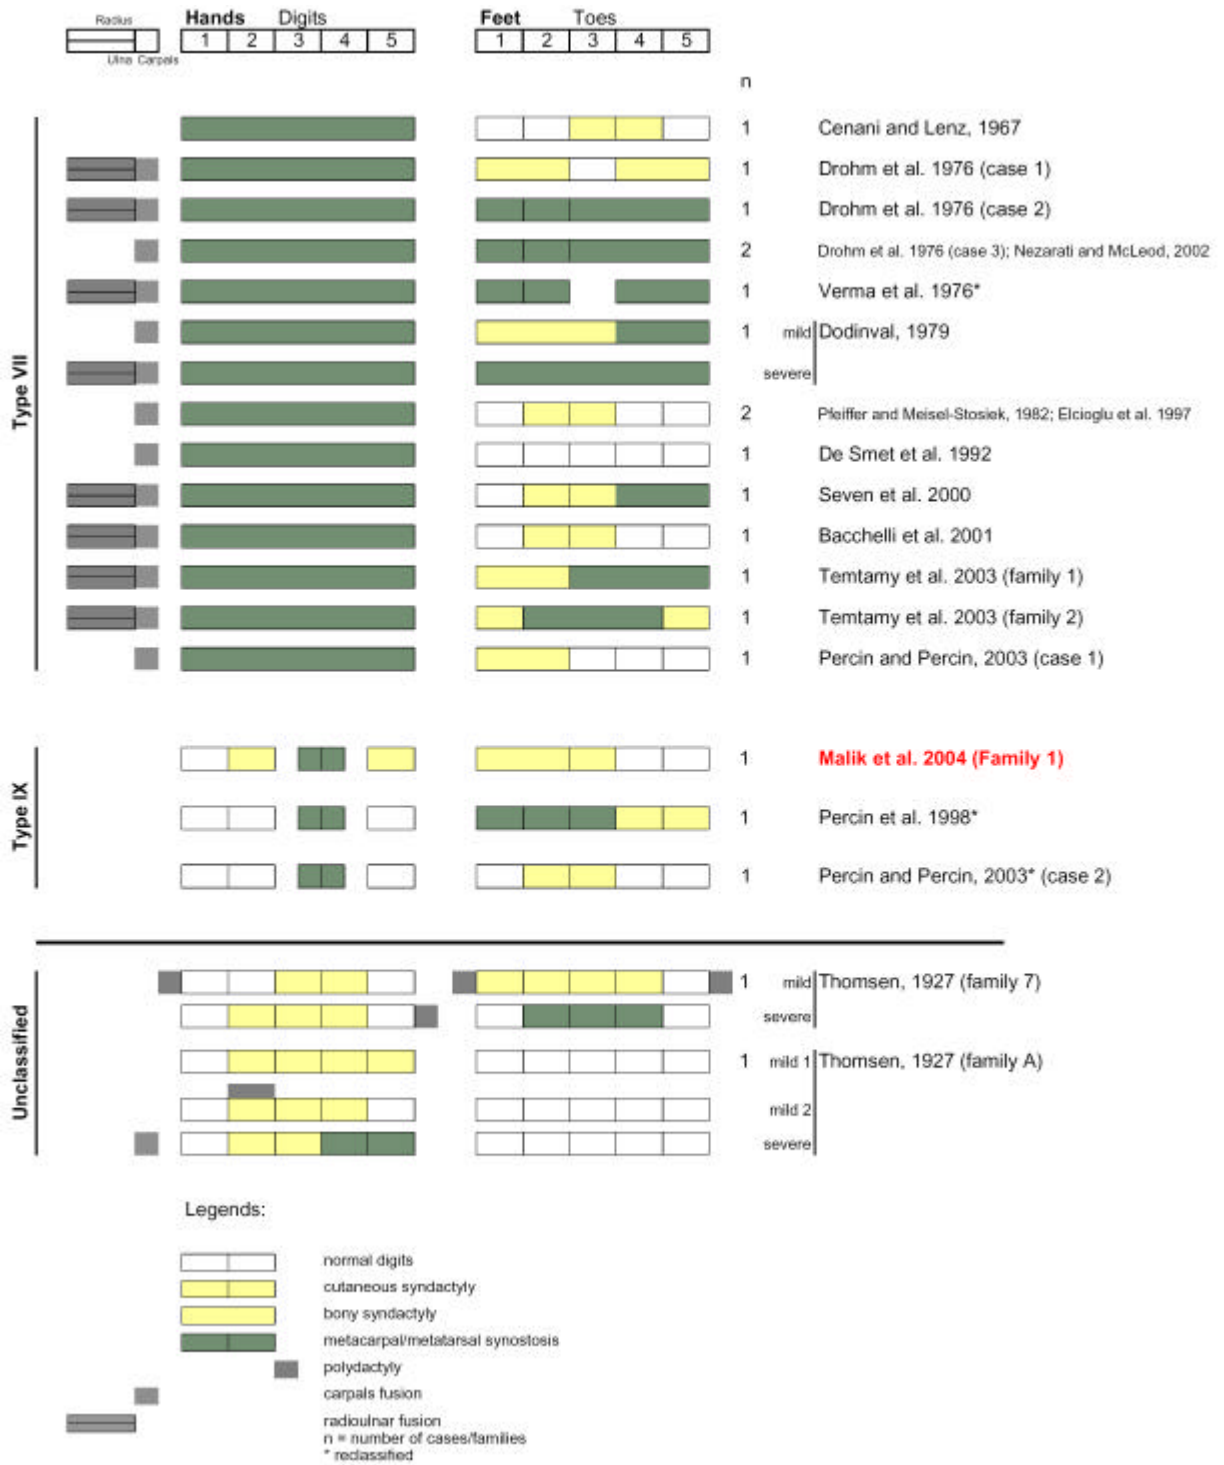 Radius
Hands Digits
Feet Toes
1 2 3 4 5
1 2 3 4 5
Ulna Carpals
n
Type VII
1 Cenani and Lenz, 1967
1 Drohm et al. 1976 (case 1)
1 Drohm et al. 1976 (case 2)
2 Drohm et al. 1976 (case 3); Nezarati and McLeod, 2002
1 Verma et al. 1976*
1 mild Dodinval, 1979
severe
2 Pfeiffer and Meisel-Stosiek, 1982; Elcioglu et al. 1997
1 De Smet et al. 1992
1 Seven et al. 2000
1 Bacchelli et al. 2001
1 Temtamy et al. 2003 (family 1)
1 Temtamy et al. 2003 (family 2)
1 Percin and Percin, 2003 (case 1)
Type IX
1 Malik et al. 2004 (Family 1)
1 Percin et al. 1998*
1 Percin and Percin, 2003* (case 2)
Unclassified
1 mild Thomsen, 1927 (family 7)
severe
1 mild 1 Thomsen, 1927 (family A)
mild 2
severe
Legends:
normal digits
cutaneous syndactyly
bony syndactyly
metacarpal/metatarsal synostosis
polydactyly
carpals fusion
radioulnar fusion
n = number of cases/families
* reclassified